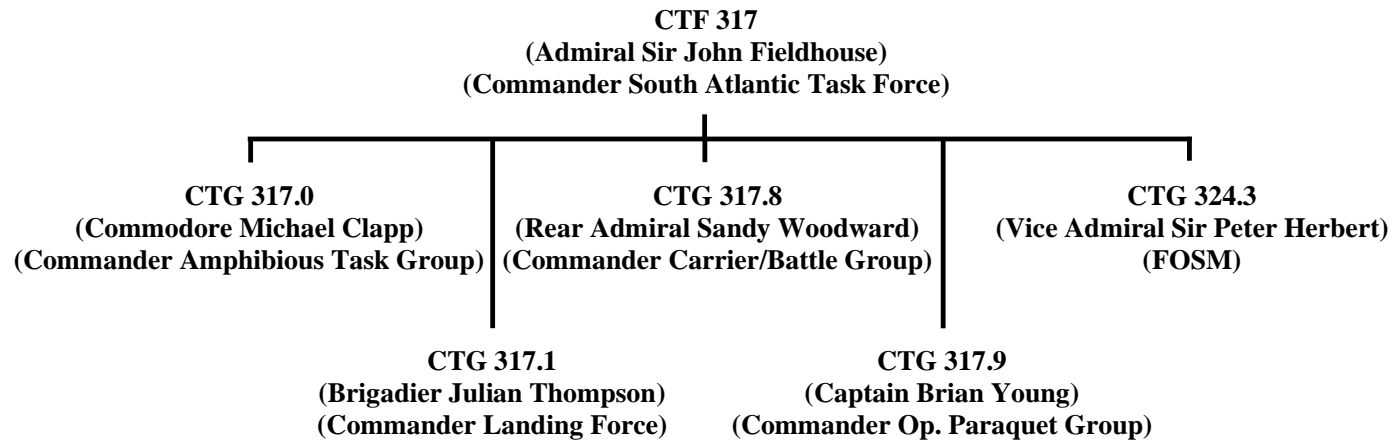 CTF 317
(Admiral Sir John Fieldhouse)
(Commander South Atlantic Task Force)
CTG 317.0
(Commodore Michael Clapp)
(Commander Amphibious Task Group)
CTG 317.8
(Rear Admiral Sandy Woodward)
(Commander Carrier/Battle Group)
CTG 324.3
(Vice Admiral Sir Peter Herbert)
(FOSM)
CTG 317.1
(Brigadier Julian Thompson)
(Commander Landing Force)
CTG 317.9
(Captain Brian Young)
(Commander Op. Paraquet Group)